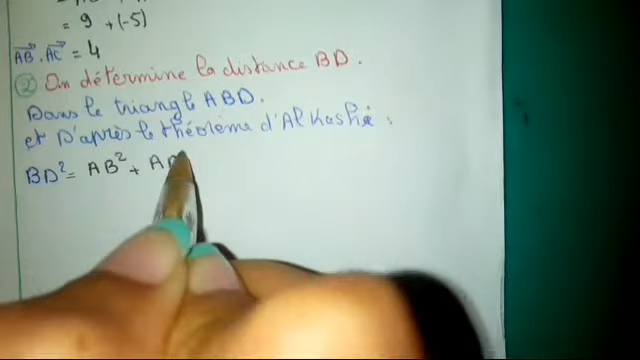 = 9 + (-5)
AB . AC = 4
② On détermine la distance BD .
Dans le triangle ABD .
et D'après le théorème d'Al Kashi :
BD² = AB² + AD